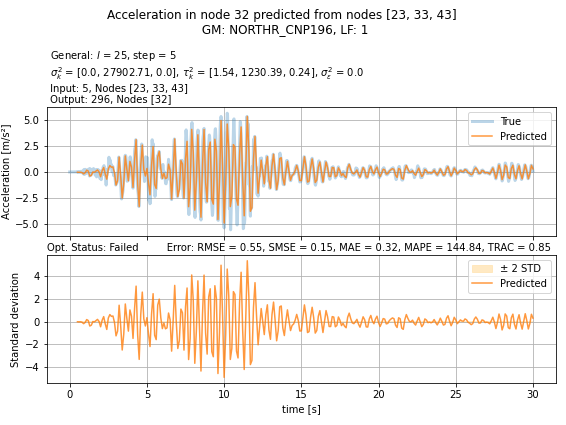 Acceleration in node 32 predicted from nodes [23, 33, 43]
GM: NORTHR_CNP196, LF: 1
General: l = 25, step = 5
σ²ₖ = [0.0, 27902.71, 0.0], τ²ₖ = [1.54, 1230.39, 0.24], σ²ε = 0.0
Input: 5, Nodes [23, 33, 43]
Output: 296, Nodes [32]
Acceleration [m/s²]
5.0
2.5
0.0
−2.5
−5.0
True
Predicted
Opt. Status: Failed
Error: RMSE = 0.55, SMSE = 0.15, MAE = 0.32, MAPE = 144.84, TRAC = 0.85
Standard deviation
4
2
0
−2
−4
± 2 STD
Predicted
0 5 10 15 20 25 30
time [s]